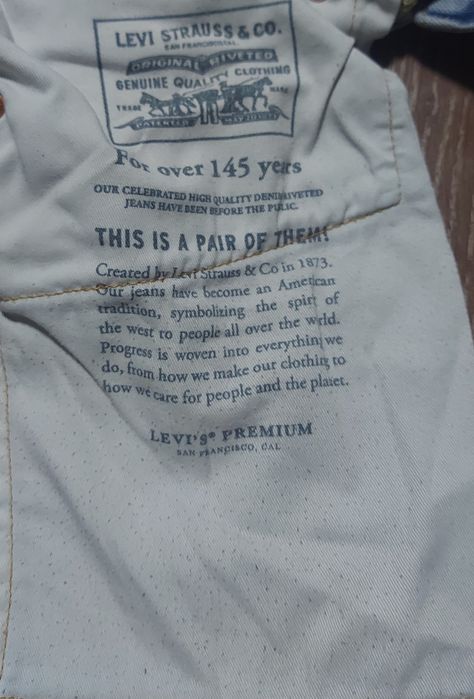 LEVI STRAUSS & CO.
SAN FRANCISCO, CAL.
ORIGINAL RIVETED
GENUINE QUALITY CLOTHING
TRADE MARK
PATENTED MAY 20 1873
For over 145 years
OUR CELEBRATED HIGH QUALITY DENIM RIVETED
JEANS HAVE BEEN BEFORE THE PUBLIC.
THIS IS A PAIR OF THEM!
Created by Levi Strauss & Co in 1873.
Our jeans have become an American
tradition, symbolizing the spirit of
the west to people all over the world.
Progress is woven into everything we
do, from how we make our clothing to
how we care for people and the planet.
LEVI'S® PREMIUM
SAN FRANCISCO, CAL